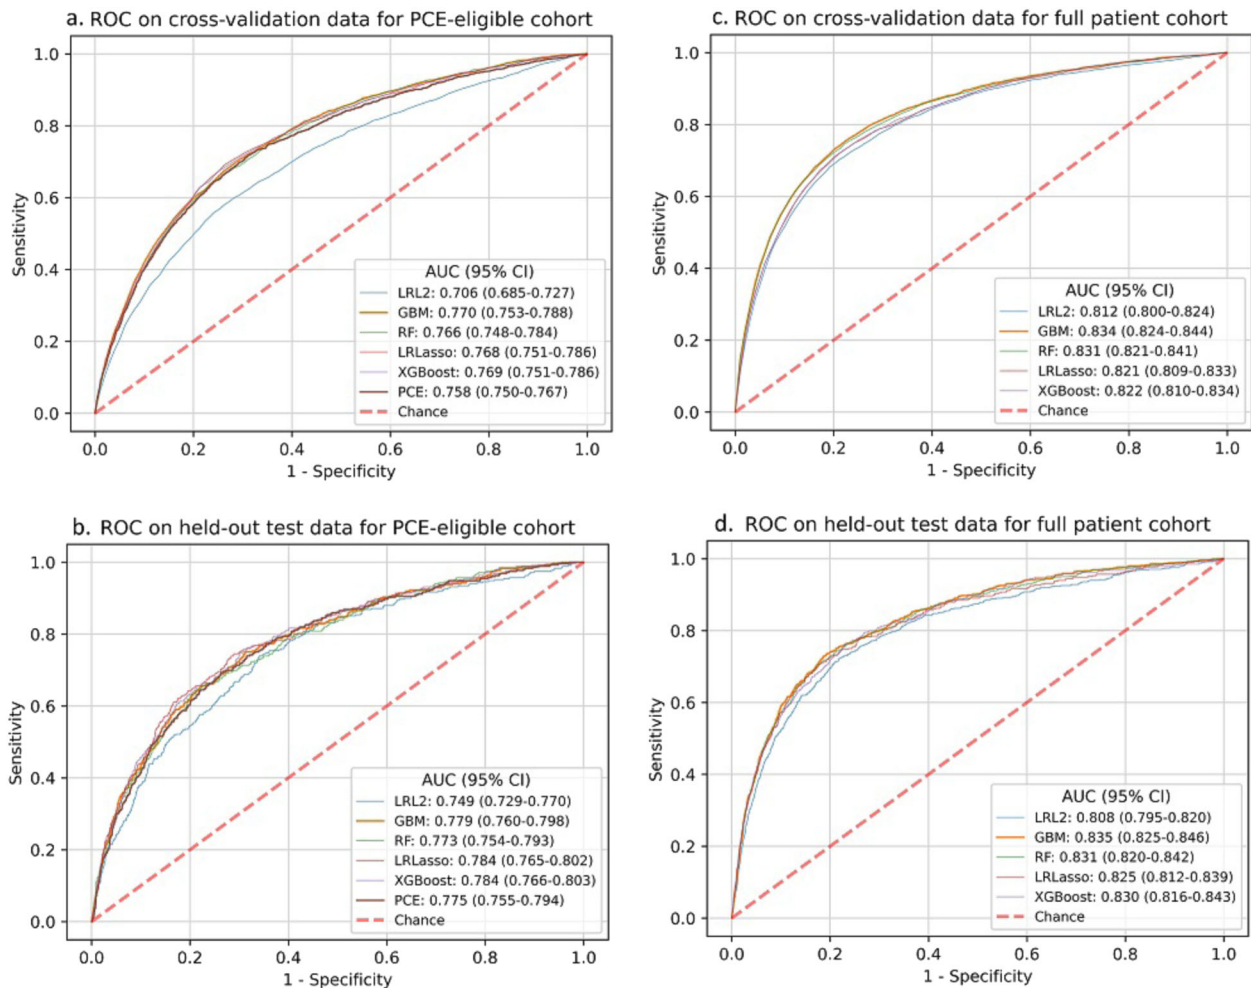 a. ROC on cross-validation data for PCE-eligible cohort
1.0
0.8
0.6
0.4
0.2
0.0
Sensitivity
AUC (95% CI)
LRL2: 0.706 (0.685-0.727)
GBM: 0.770 (0.753-0.788)
RF: 0.766 (0.748-0.784)
LRLasso: 0.768 (0.751-0.786)
XGBoost: 0.769 (0.751-0.786)
PCE: 0.758 (0.750-0.767)
Chance
0.0 0.2 0.4 0.6 0.8 1.0
1 - Specificity
c. ROC on cross-validation data for full patient cohort
1.0
0.8
0.6
0.4
0.2
0.0
Sensitivity
AUC (95% CI)
LRL2: 0.812 (0.800-0.824)
GBM: 0.834 (0.824-0.844)
RF: 0.831 (0.821-0.841)
LRLasso: 0.821 (0.809-0.833)
XGBoost: 0.822 (0.810-0.834)
Chance
0.0 0.2 0.4 0.6 0.8 1.0
1 - Specificity
b. ROC on held-out test data for PCE-eligible cohort
1.0
0.8
0.6
0.4
0.2
0.0
Sensitivity
AUC (95% CI)
LRL2: 0.749 (0.729-0.770)
GBM: 0.779 (0.760-0.798)
RF: 0.773 (0.754-0.793)
LRLasso: 0.784 (0.765-0.802)
XGBoost: 0.784 (0.766-0.803)
PCE: 0.775 (0.755-0.794)
Chance
0.0 0.2 0.4 0.6 0.8 1.0
1 - Specificity
d. ROC on held-out test data for full patient cohort
1.0
0.8
0.6
0.4
0.2
0.0
Sensitivity
AUC (95% CI)
LRL2: 0.808 (0.795-0.820)
GBM: 0.835 (0.825-0.846)
RF: 0.831 (0.820-0.842)
LRLasso: 0.825 (0.812-0.839)
XGBoost: 0.830 (0.816-0.843)
Chance
0.0 0.2 0.4 0.6 0.8 1.0
1 - Specificity